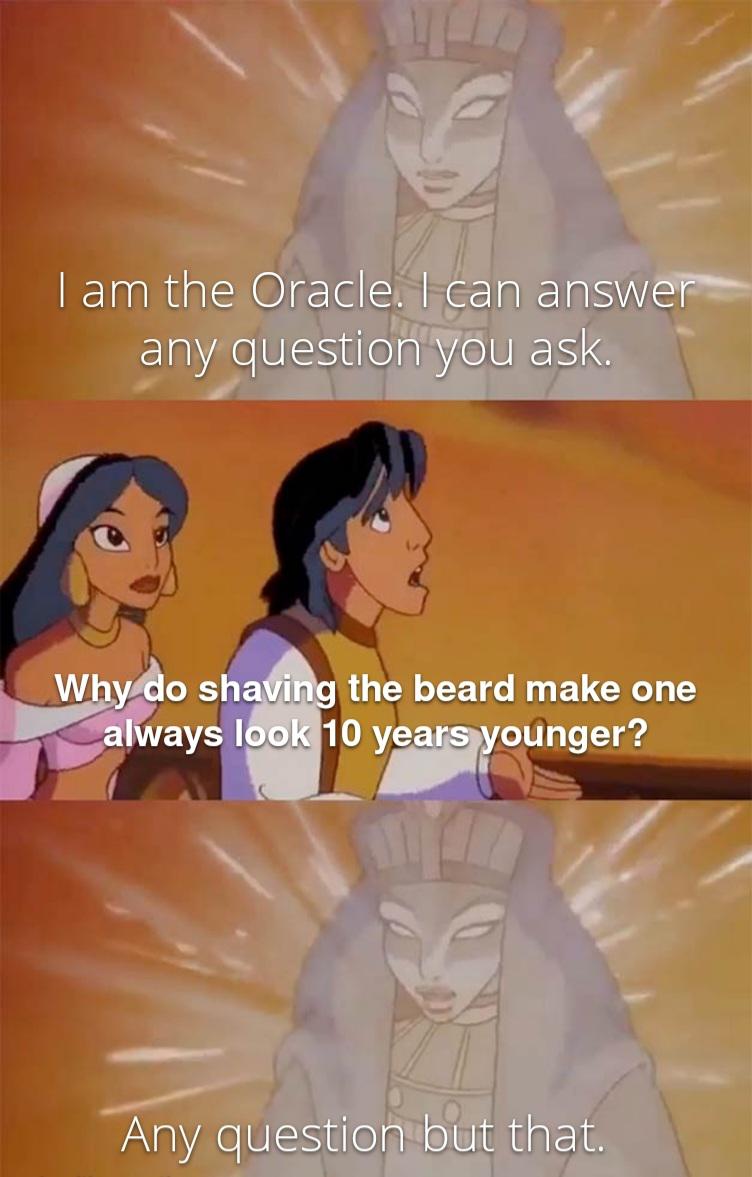 I am the Oracle. I can answer
any question you ask.
Why do shaving the beard make one
always look 10 years younger?
Any question but that.